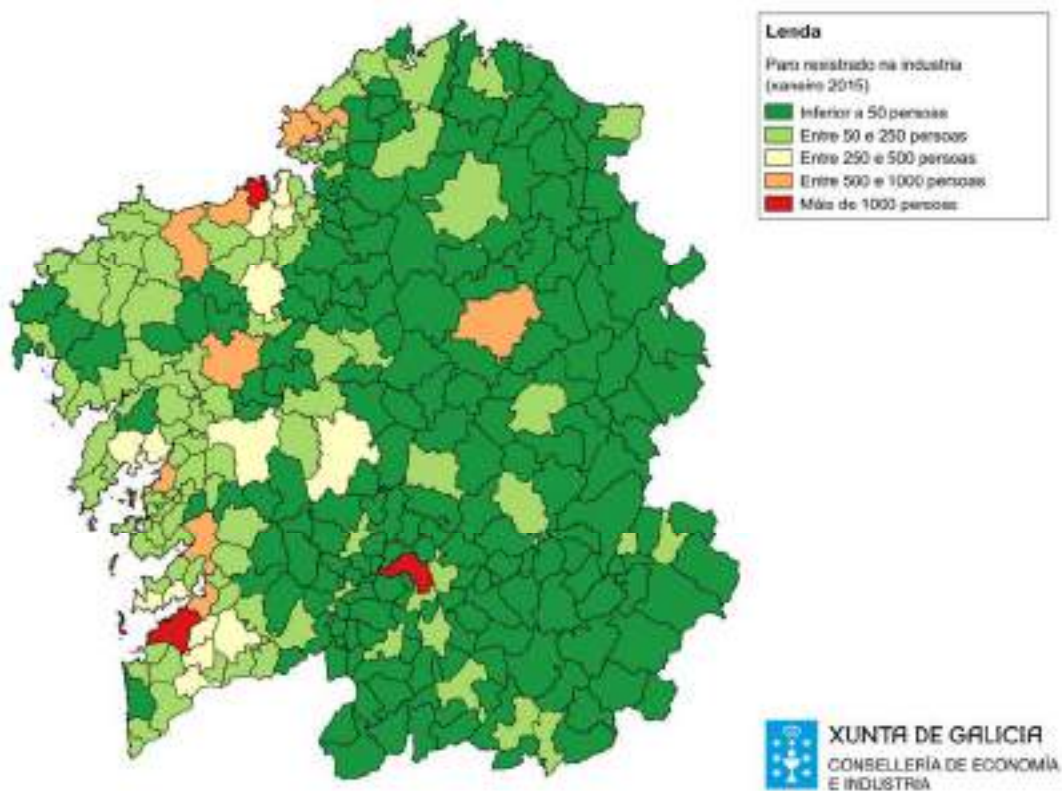 Lenda
Paro rexistrado na industria
(xaneiro 2015)
Inferior a 50 persoas
Entre 50 e 250 persoas
Entre 250 e 500 persoas
Entre 500 e 1000 persoas
Máis de 1000 persoas
XUNTA DE GALICIA
CONSELLERÍA DE ECONOMÍA
E INDUSTRIA